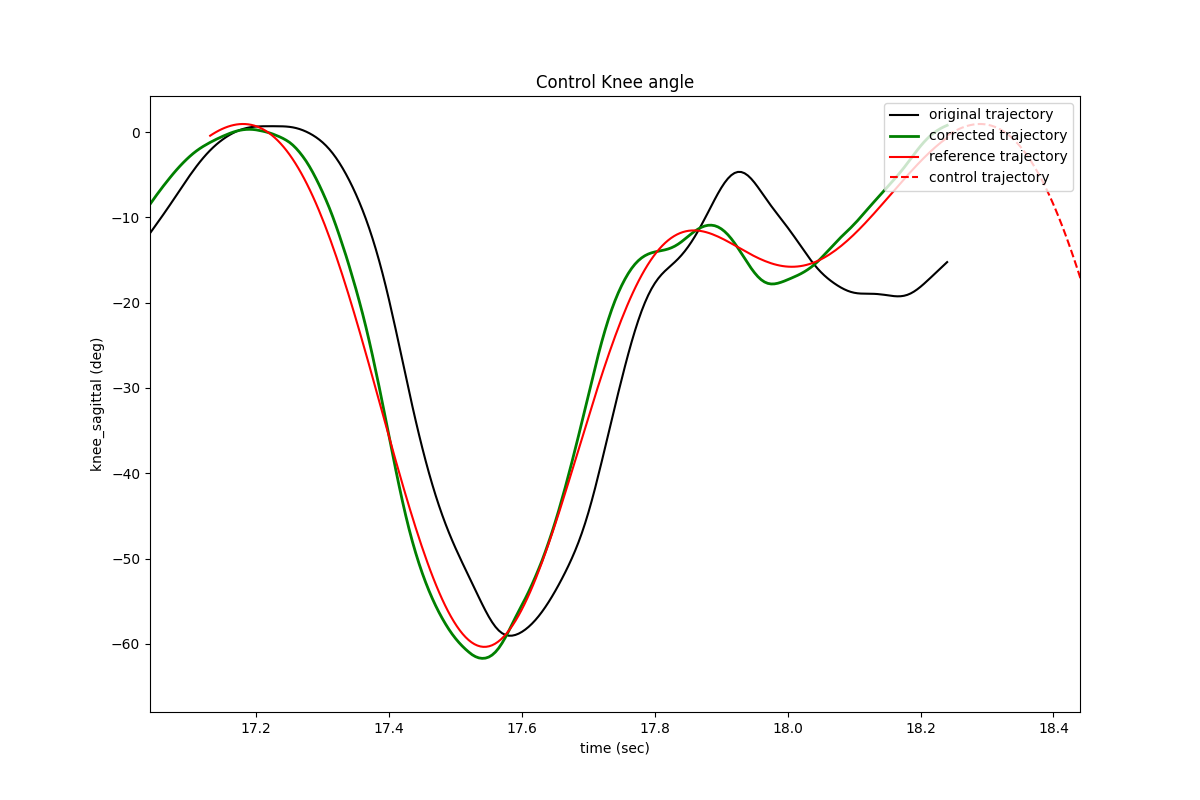 Control Knee angle
original trajectory
corrected trajectory
reference trajectory
control trajectory
0
−10
−20
−30
−40
−50
−60
knee_sagittal (deg)
17.2
17.4
17.6
17.8
18.0
18.2
18.4
time (sec)